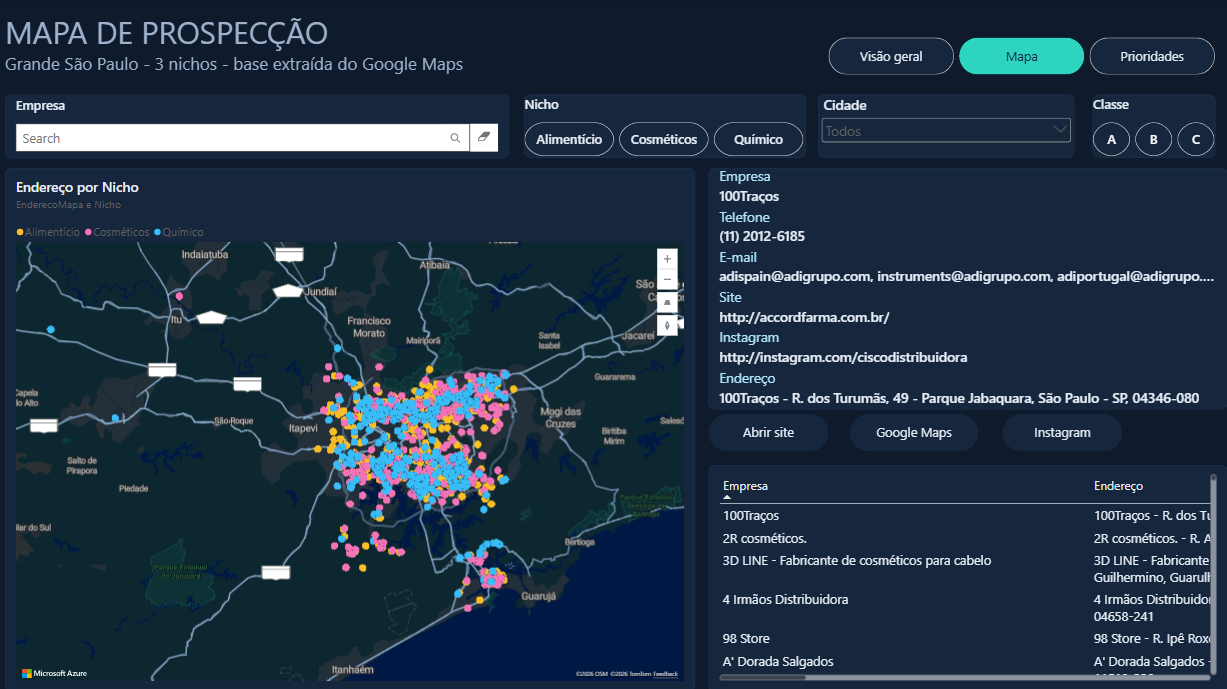 MAPA DE PROSPECÇÃO
Grande São Paulo - 3 nichos - base extraída do Google Maps
Visão geral
Mapa
Prioridades
Empresa
Search
Nicho
Alimentício
Cosméticos
Químico
Cidade
Todos
Classe
A
B
C
Endereço por Nicho
EnderecoMapa e Nicho
Alimentício Cosméticos Químico
Indaiatuba
Atibaia
Jundiaí
Itu
Francisco
Morato
Mairiporã
Santa
Isabel
Jacareí
Guararema
Capela
do Alto
São Roque
Itapevi
Mogi das
Cruzes
Biritiba
Mirim
Salto de
Pirapora
Piedade
Parque Estadual
do Jurupará
Bertioga
Guarujá
Itanhaém
Microsoft Azure
©2026 OSM ©2026 TomTom Feedback
Empresa
100Traços
Telefone
(11) 2012-6185
E-mail
adispain@adigrupo.com, instruments@adigrupo.com, adiportugal@adigrupo....
Site
http://accordfarma.com.br/
Instagram
http://instagram.com/ciscodistribuidora
Endereço
100Traços - R. dos Turumãs, 49 - Parque Jabaquara, São Paulo - SP, 04346-080
Abrir site
Google Maps
Instagram
Empresa Endereço
100Traços 100Traços - R. dos Tu
2R cosméticos. 2R cosméticos. - R. A
3D LINE - Fabricante de cosméticos para cabelo 3D LINE - Fabricante
Guilhermino, Guarulh
4 Irmãos Distribuidora 4 Irmãos Distribuidor
04658-241
98 Store 98 Store - R. Ipê Roxo
A' Dorada Salgados A' Dorada Salgados -